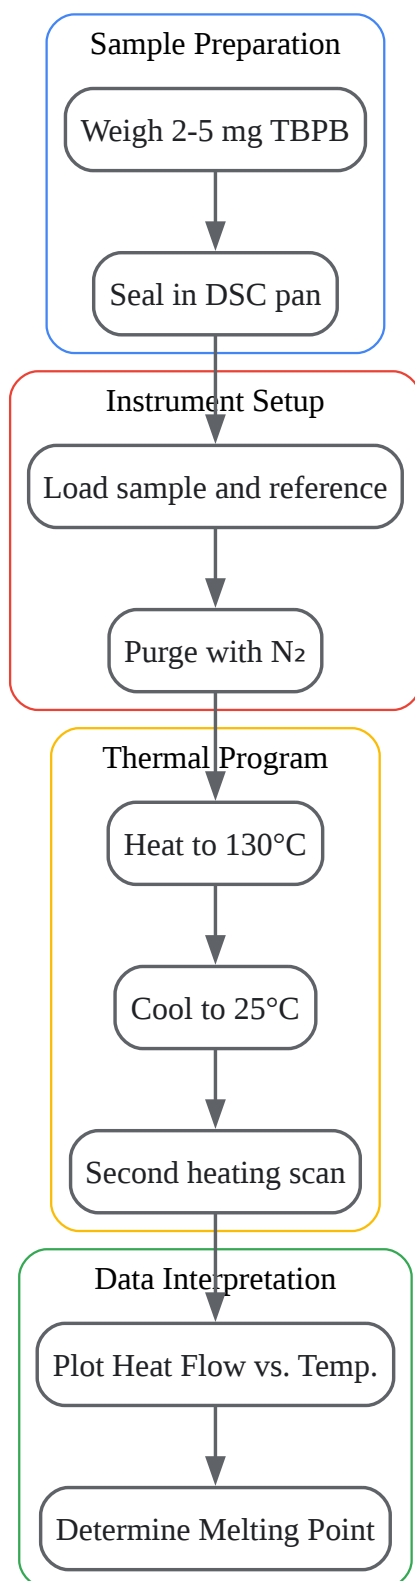 Sample Preparation
Weigh 2-5 mg TBPB
Seal in DSC pan
Instrument Setup
Load sample and reference
Purge with N₂
Thermal Program
Heat to 130°C
Cool to 25°C
Second heating scan
Data Interpretation
Plot Heat Flow vs. Temp.
Determine Melting Point